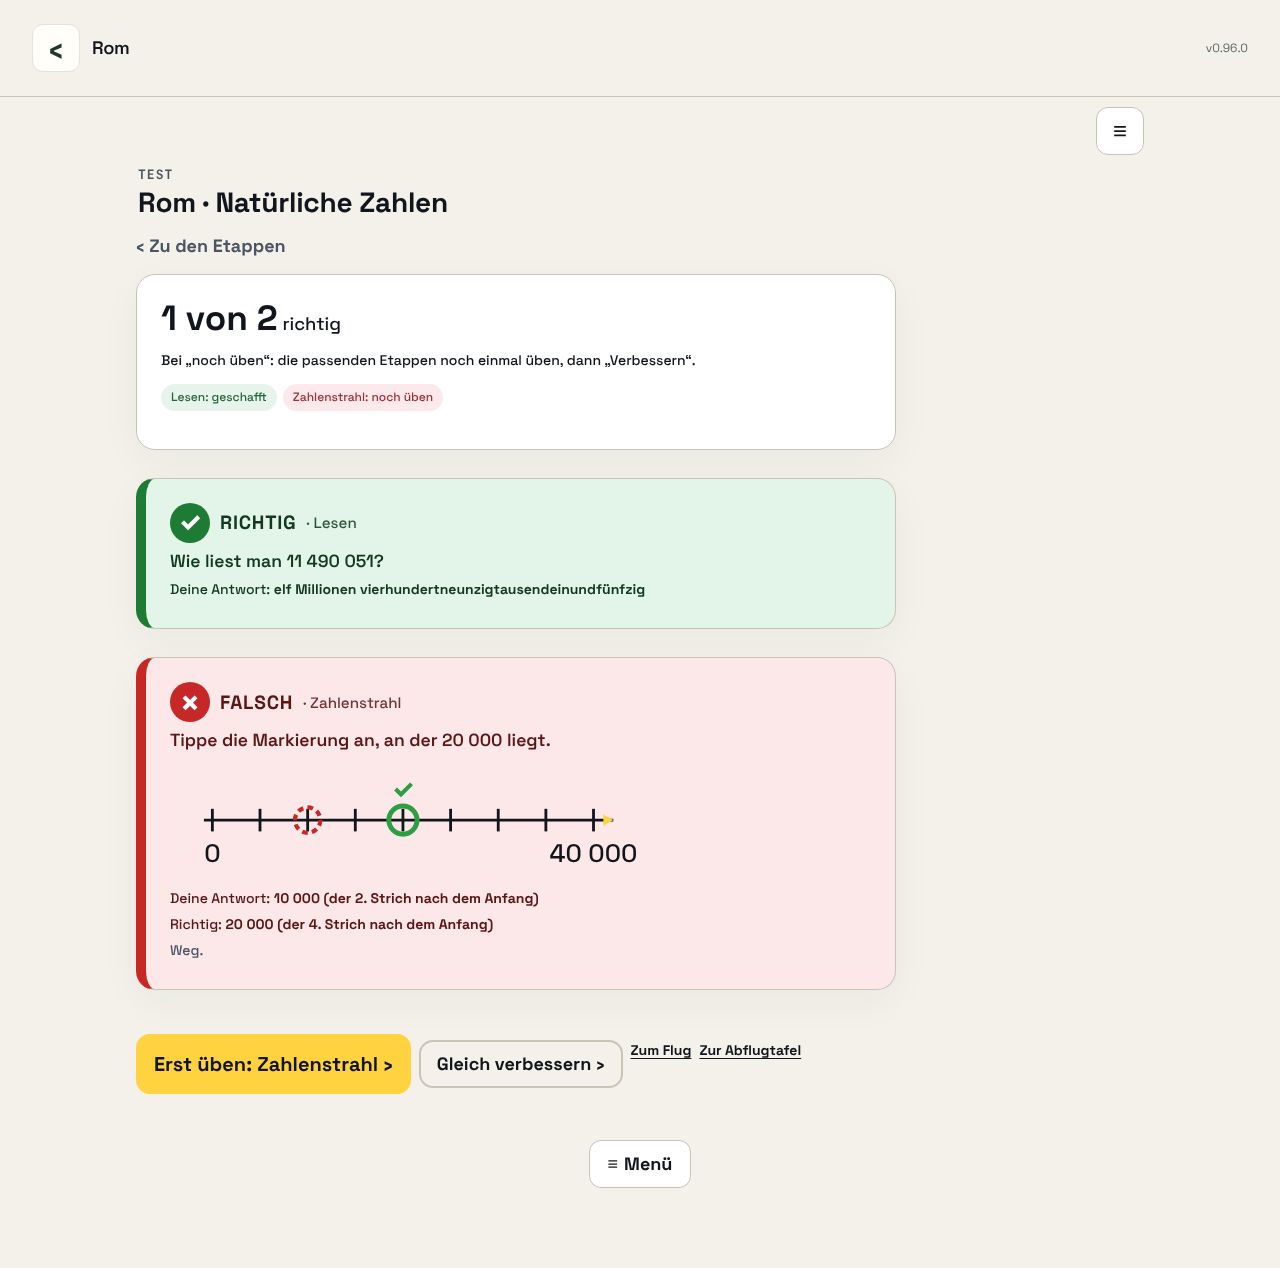 <
Rom
v0.96.0
≡
TEST
Rom · Natürliche Zahlen
< Zu den Etappen
1 von 2 richtig
Bei „noch üben“: die passenden Etappen noch einmal üben, dann „Verbessern“.
Lesen: geschafft Zahlenstrahl: noch üben
RICHTIG · Lesen
Wie liest man 11 490 051?
Deine Antwort: elf Millionen vierhundertneunzigtausendeinundfünfzig
FALSCH · Zahlenstrahl
Tippe die Markierung an, an der 20 000 liegt.
0 40 000
Deine Antwort: 10 000 (der 2. Strich nach dem Anfang)
Richtig: 20 000 (der 4. Strich nach dem Anfang)
Weg.
Erst üben: Zahlenstrahl > Gleich verbessern > Zum Flug Zur Abflugtafel
≡ Menü